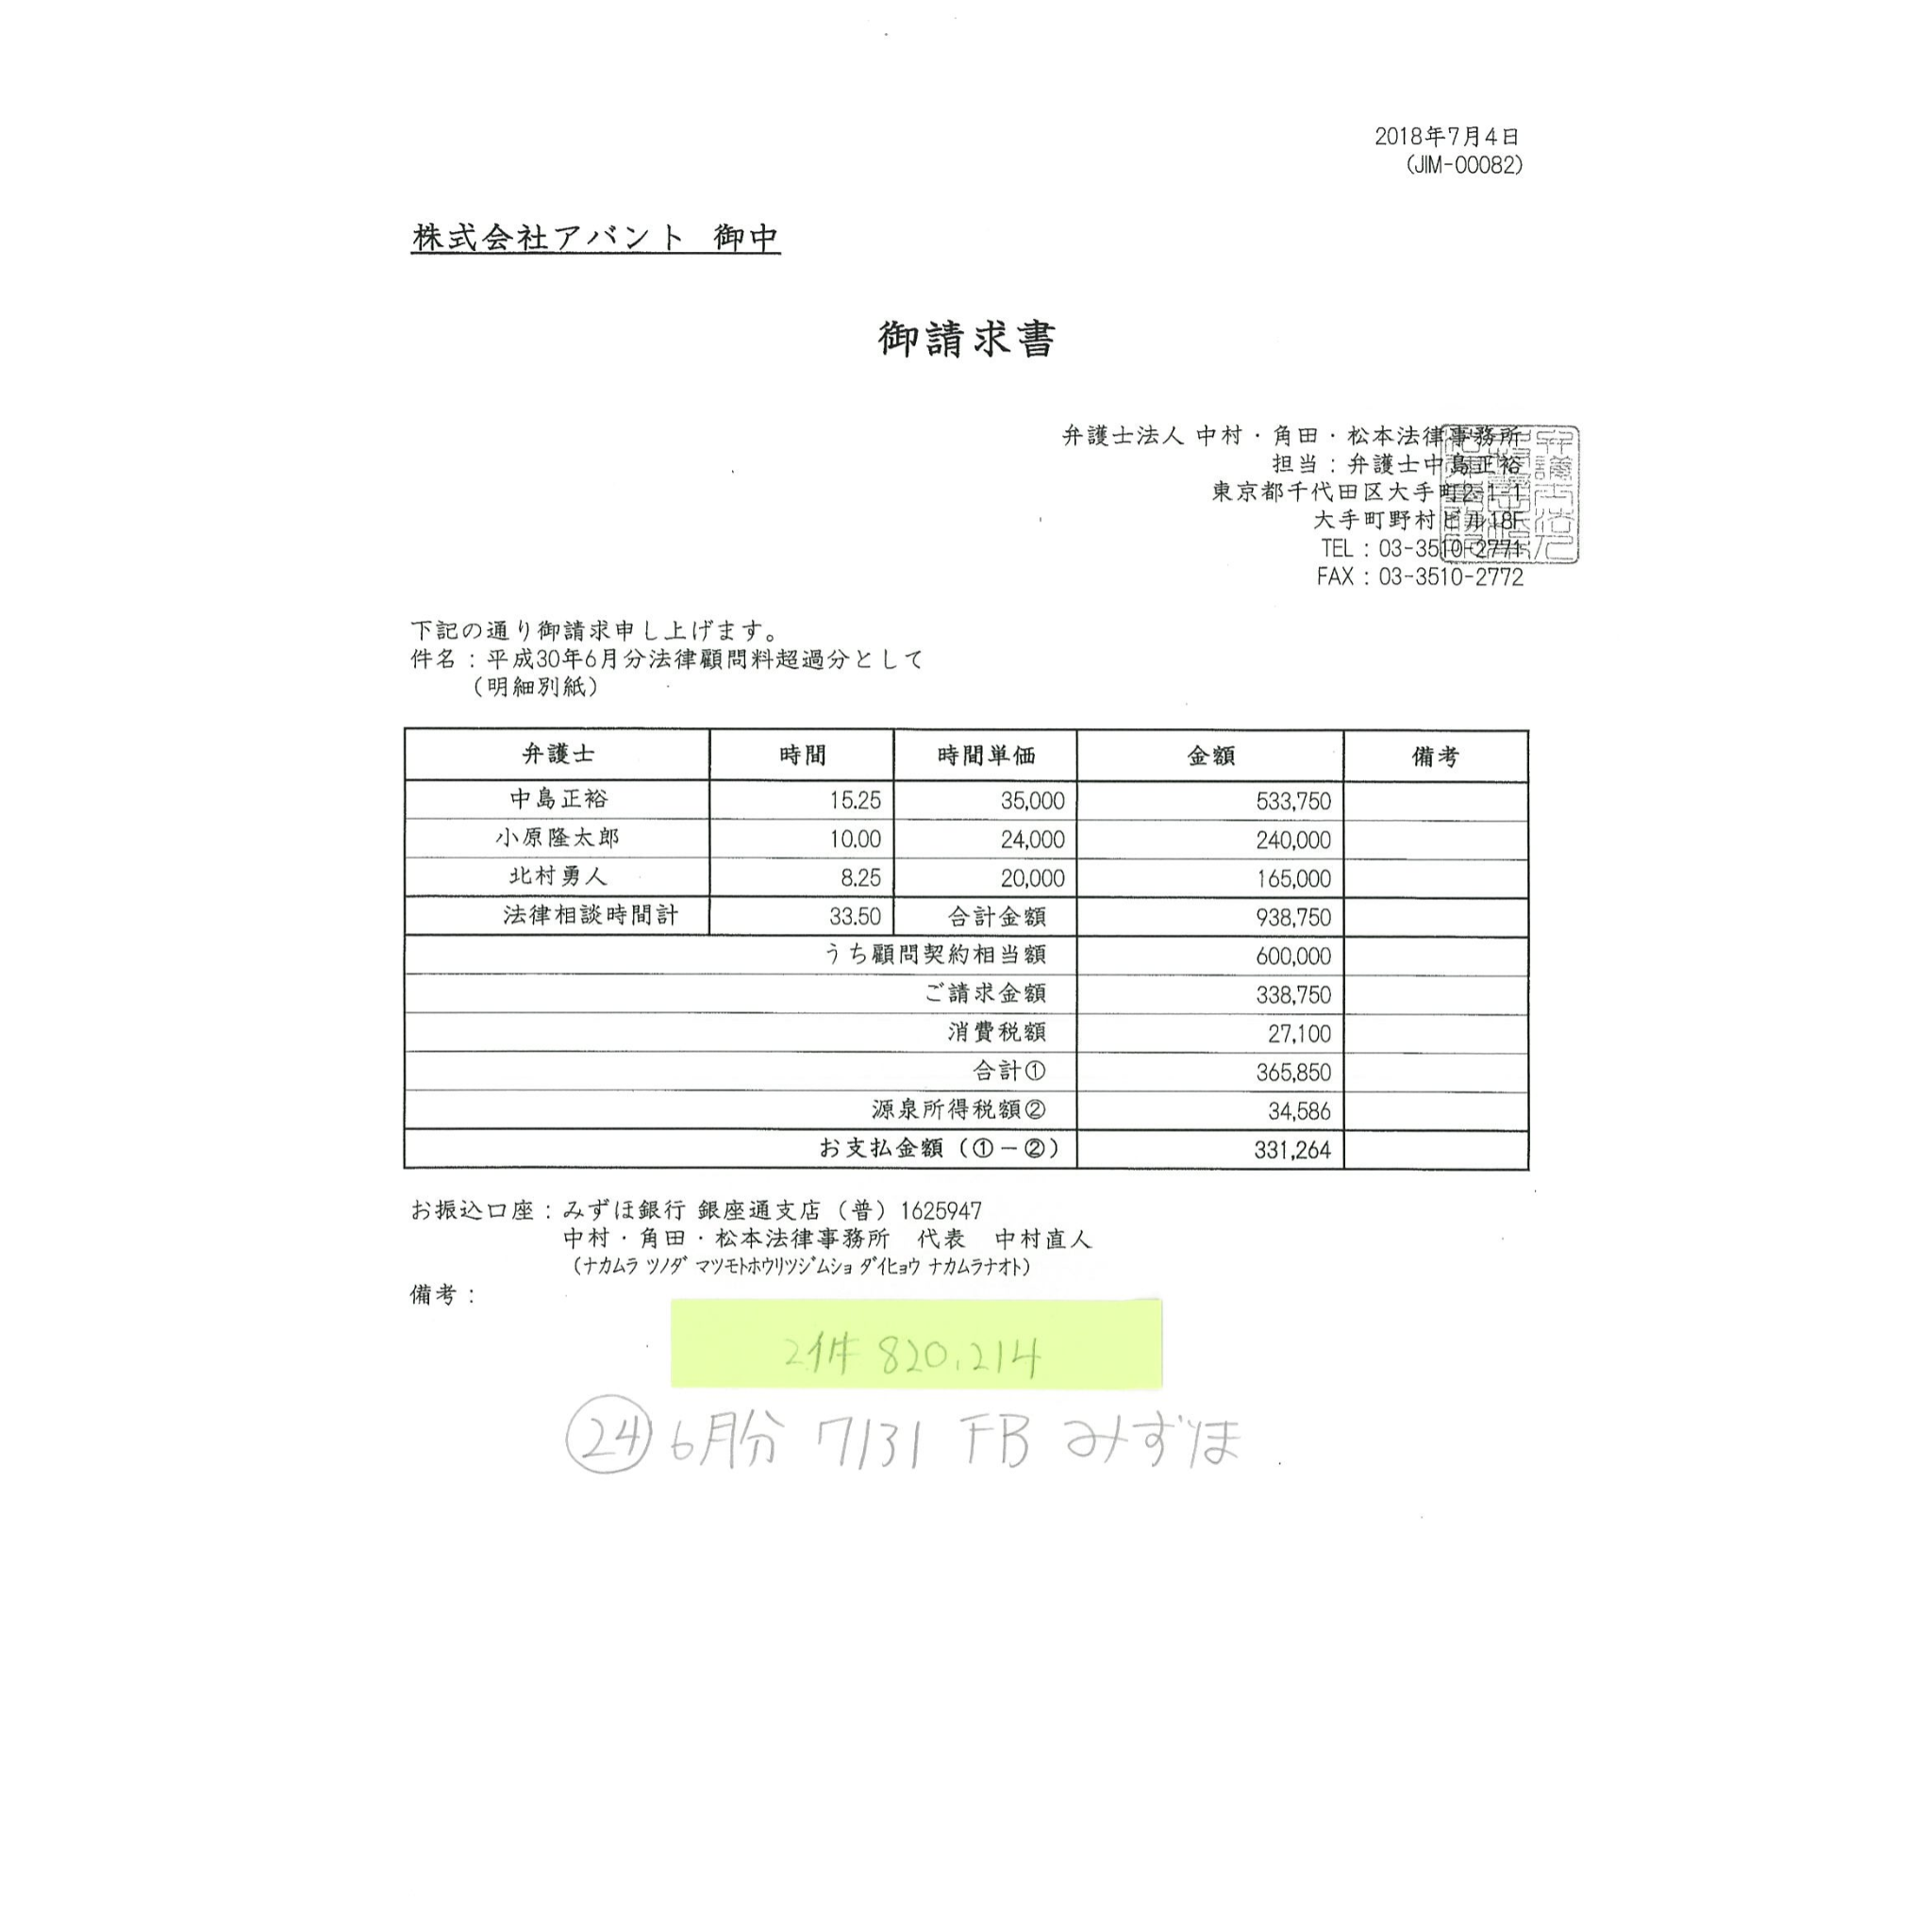 2018年7月4日
(JIM-00082)
株式会社アバント 御中
御請求書
弁護士法人 中村・角田・松本法律事務所
担当：弁護士中島正裕
東京都千代田区大手町2-1-1
大手町野村ビル18F
TEL：03-3510-2771
FAX：03-3510-2772
下記の通り御請求申し上げます。
件名：平成30年6月分法律顧問料超過分として
（明細別紙）
弁護士 時間 時間単価 金額 備考
中島正裕 15.25 35,000 533,750
小原隆太郎 10.00 24,000 240,000
北村勇人 8.25 20,000 165,000
法律相談時間計 33.50 合計金額 938,750
うち顧問契約相当額 600,000
ご請求金額 338,750
消費税額 27,100
合計① 365,850
源泉所得税額② 34,586
お支払金額（①－②） 331,264
お振込口座：みずほ銀行 銀座通支店（普）1625947
中村・角田・松本法律事務所 代表 中村直人
（ﾅｶﾑﾗ ﾂﾉﾀﾞ ﾏﾂﾓﾄﾎｳﾘﾂｼﾞﾑｼｮ ﾀﾞｲﾋｮｳ ﾅｶﾑﾗﾅｵﾄ）
備考：
2件 820,214
㉔ 6月分 7/31 FB みずほ